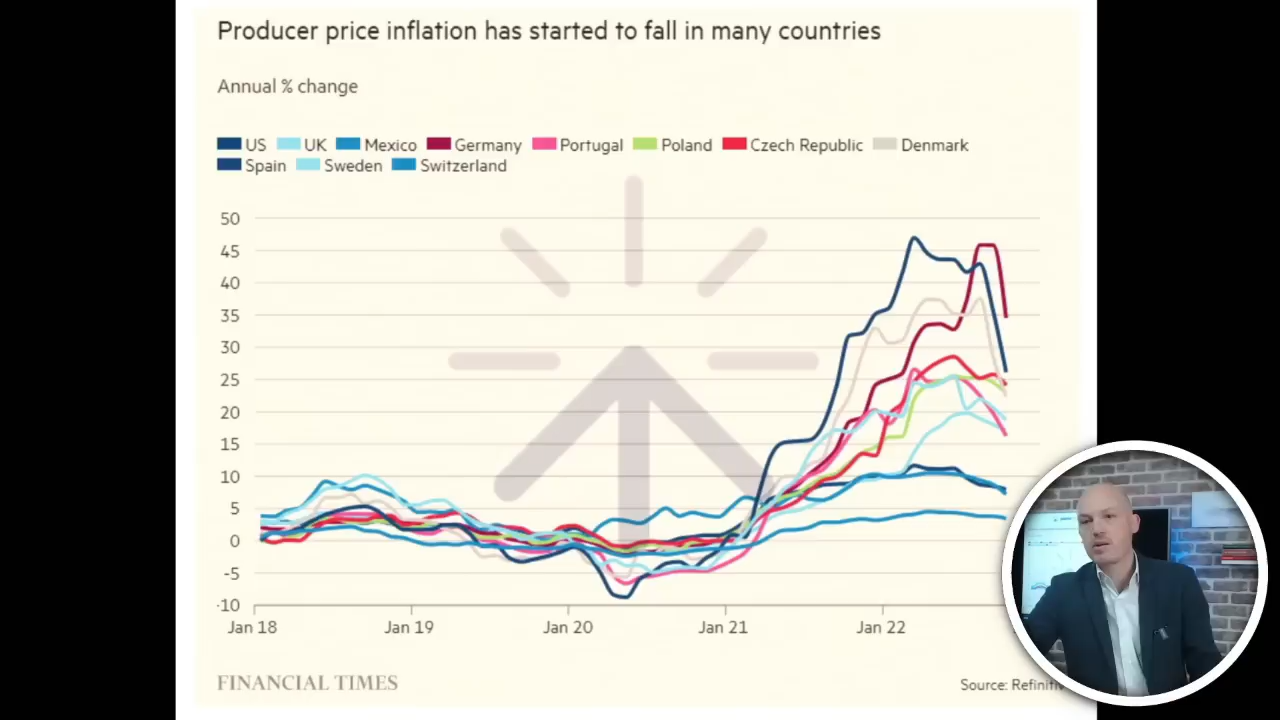 Producer price inflation has started to fall in many countries
Annual % change
US UK Mexico Germany Portugal Poland Czech Republic Denmark
Spain Sweden Switzerland
50
45
40
35
30
25
20
15
10
5
0
-5
-10
Jan 18 Jan 19 Jan 20 Jan 21 Jan 22
FINANCIAL TIMES
Source: Refinitiv